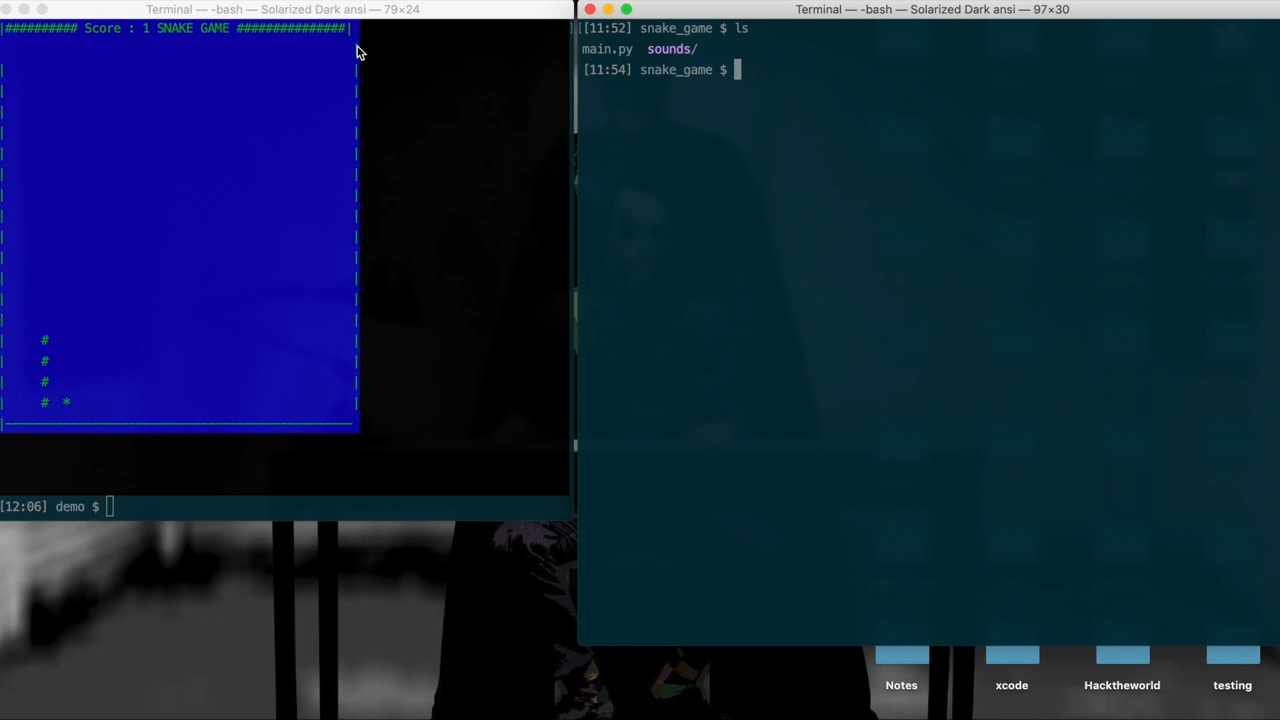 Terminal — -bash — Solarized Dark ansi — 79×24
|########## Score : 1 SNAKE GAME ###############|
#
#
#
# *
[12:06] demo $
Terminal — -bash — Solarized Dark ansi — 97×30
[[11:52] snake_game $ ls
main.py sounds/
[11:54] snake_game $
Notes
xcode
Hacktheworld
testing